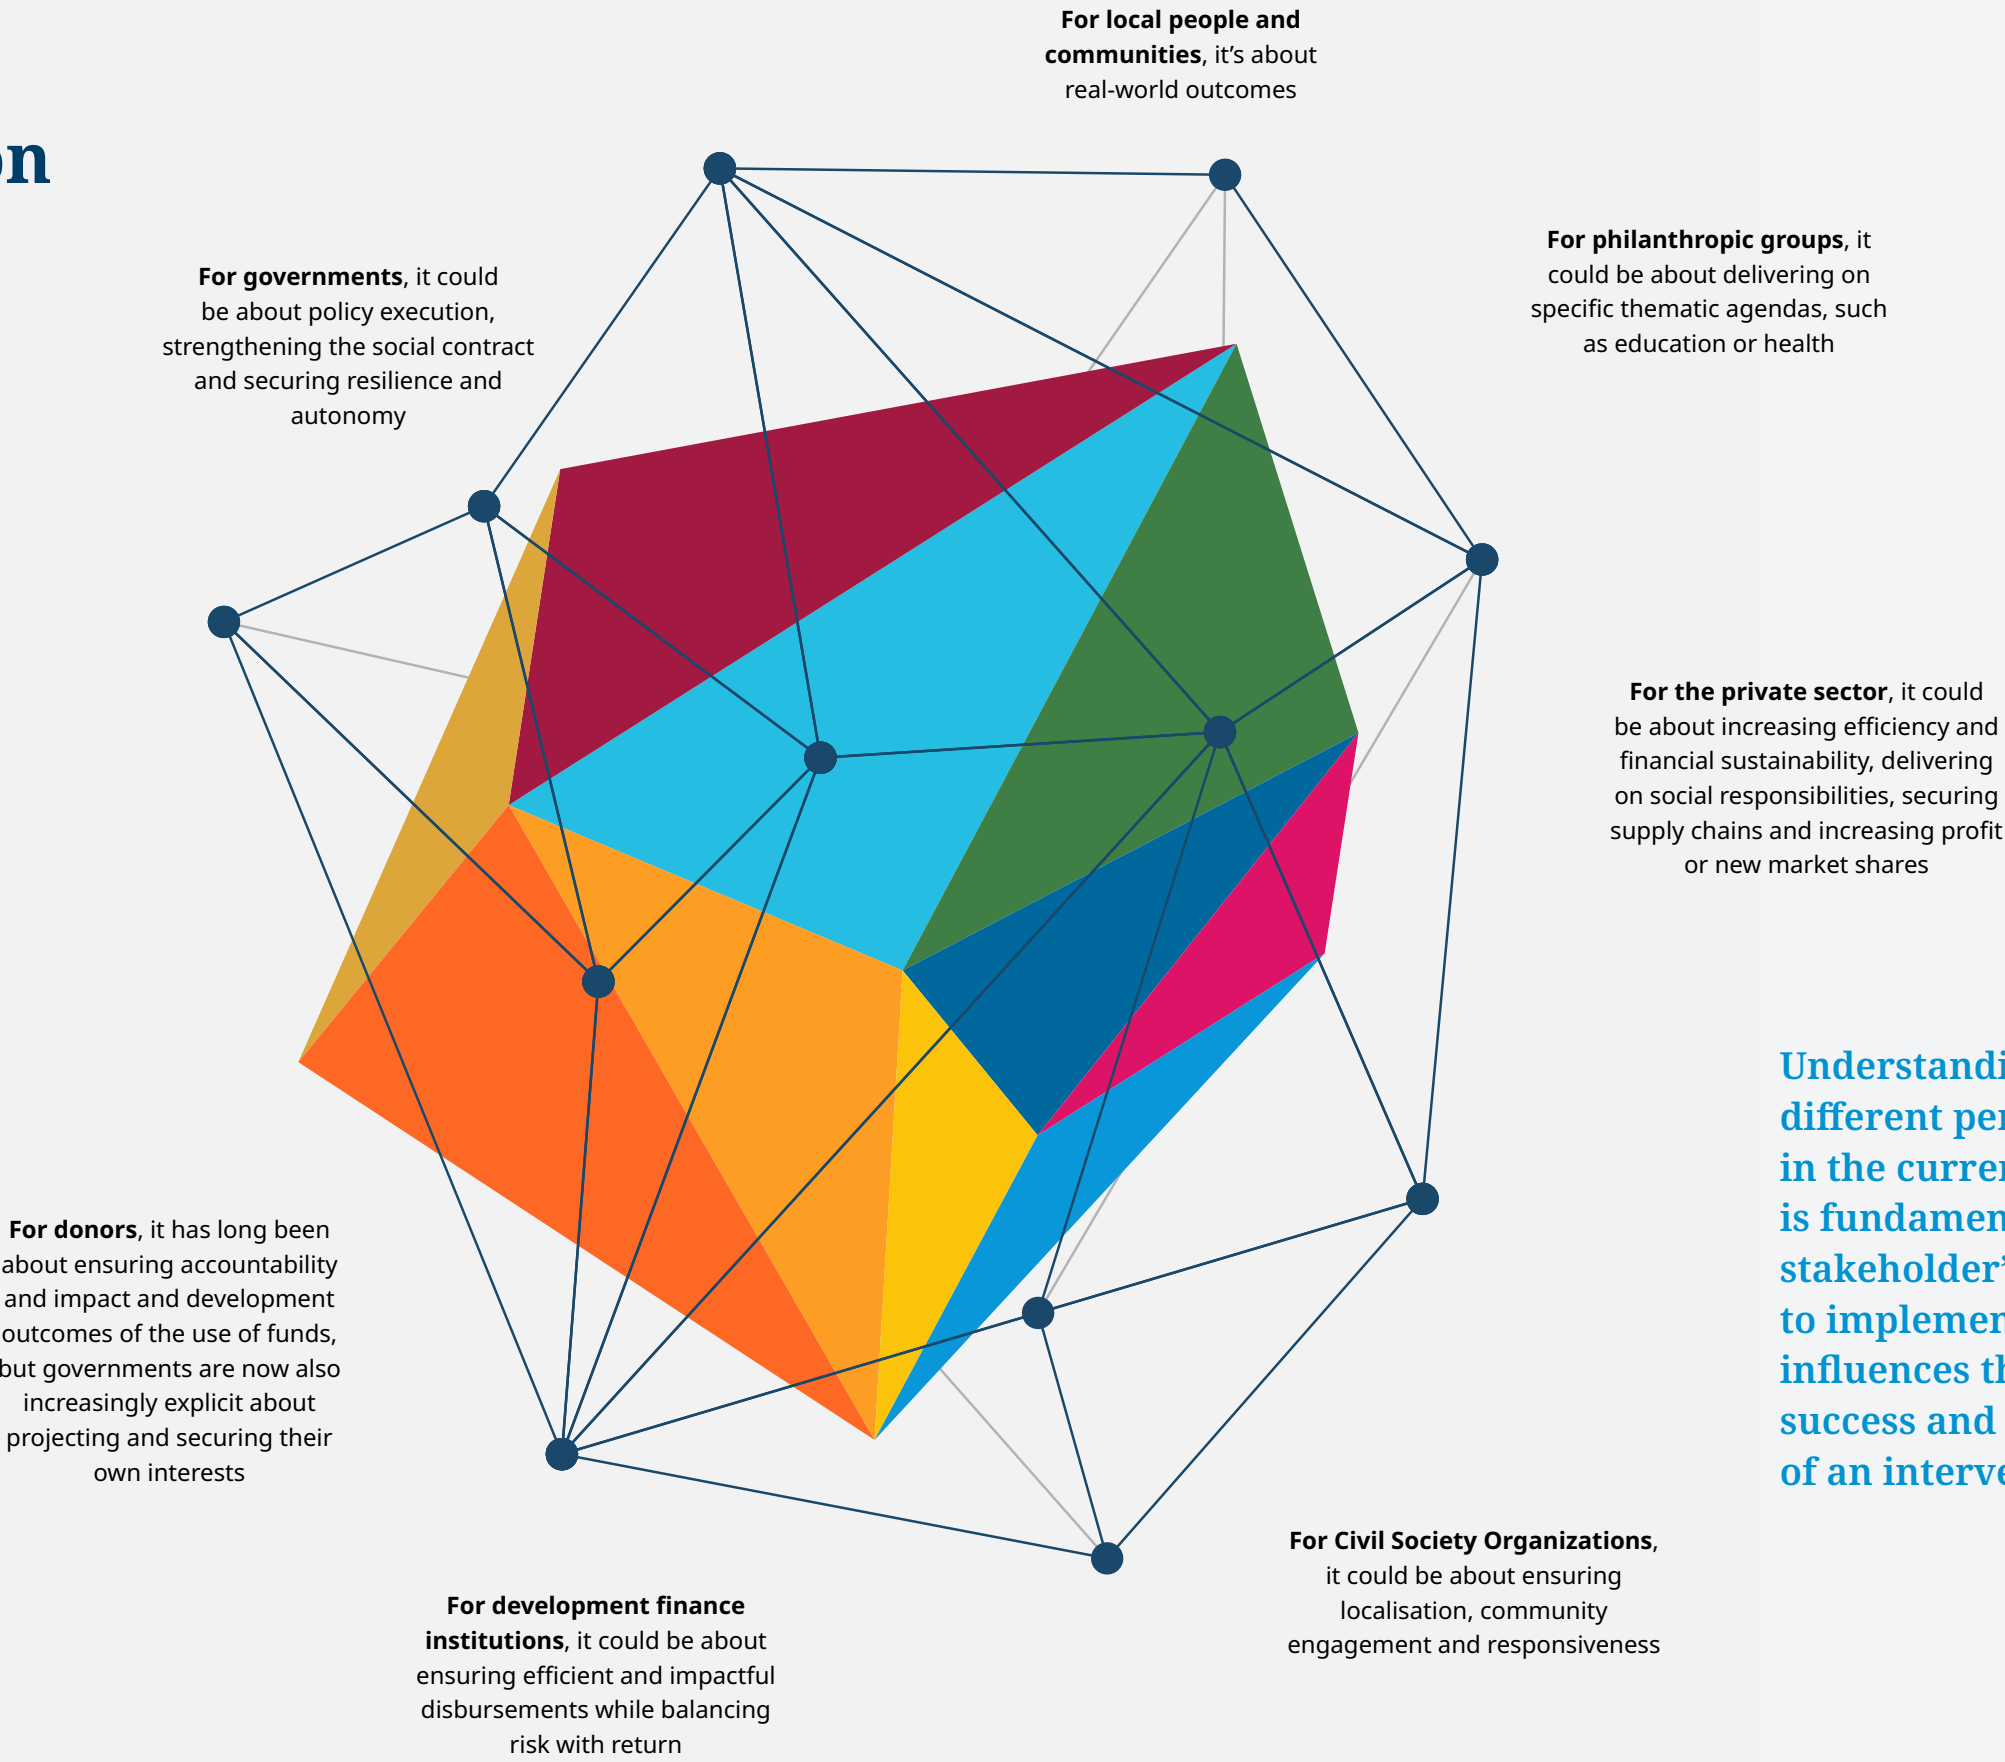 For local people and
communities, it’s about
real-world outcomes
on
For governments, it could
be about policy execution,
strengthening the social contract
and securing resilience and
autonomy
For philanthropic groups, it
could be about delivering on
specific thematic agendas, such
as education or health
For the private sector, it could
be about increasing efficiency and
financial sustainability, delivering
on social responsibilities, securing
supply chains and increasing profit
or new market shares
For donors, it has long been
about ensuring accountability
and impact and development
outcomes of the use of funds,
but governments are now also
increasingly explicit about
projecting and securing their
own interests
different
in the
is
stakeholder’
to
influences
success and
of an
For Civil Society Organizations,
it could be about ensuring
localisation, community
engagement and responsiveness
For development finance
institutions, it could be about
ensuring efficient and impactful
disbursements while balancing
risk with return